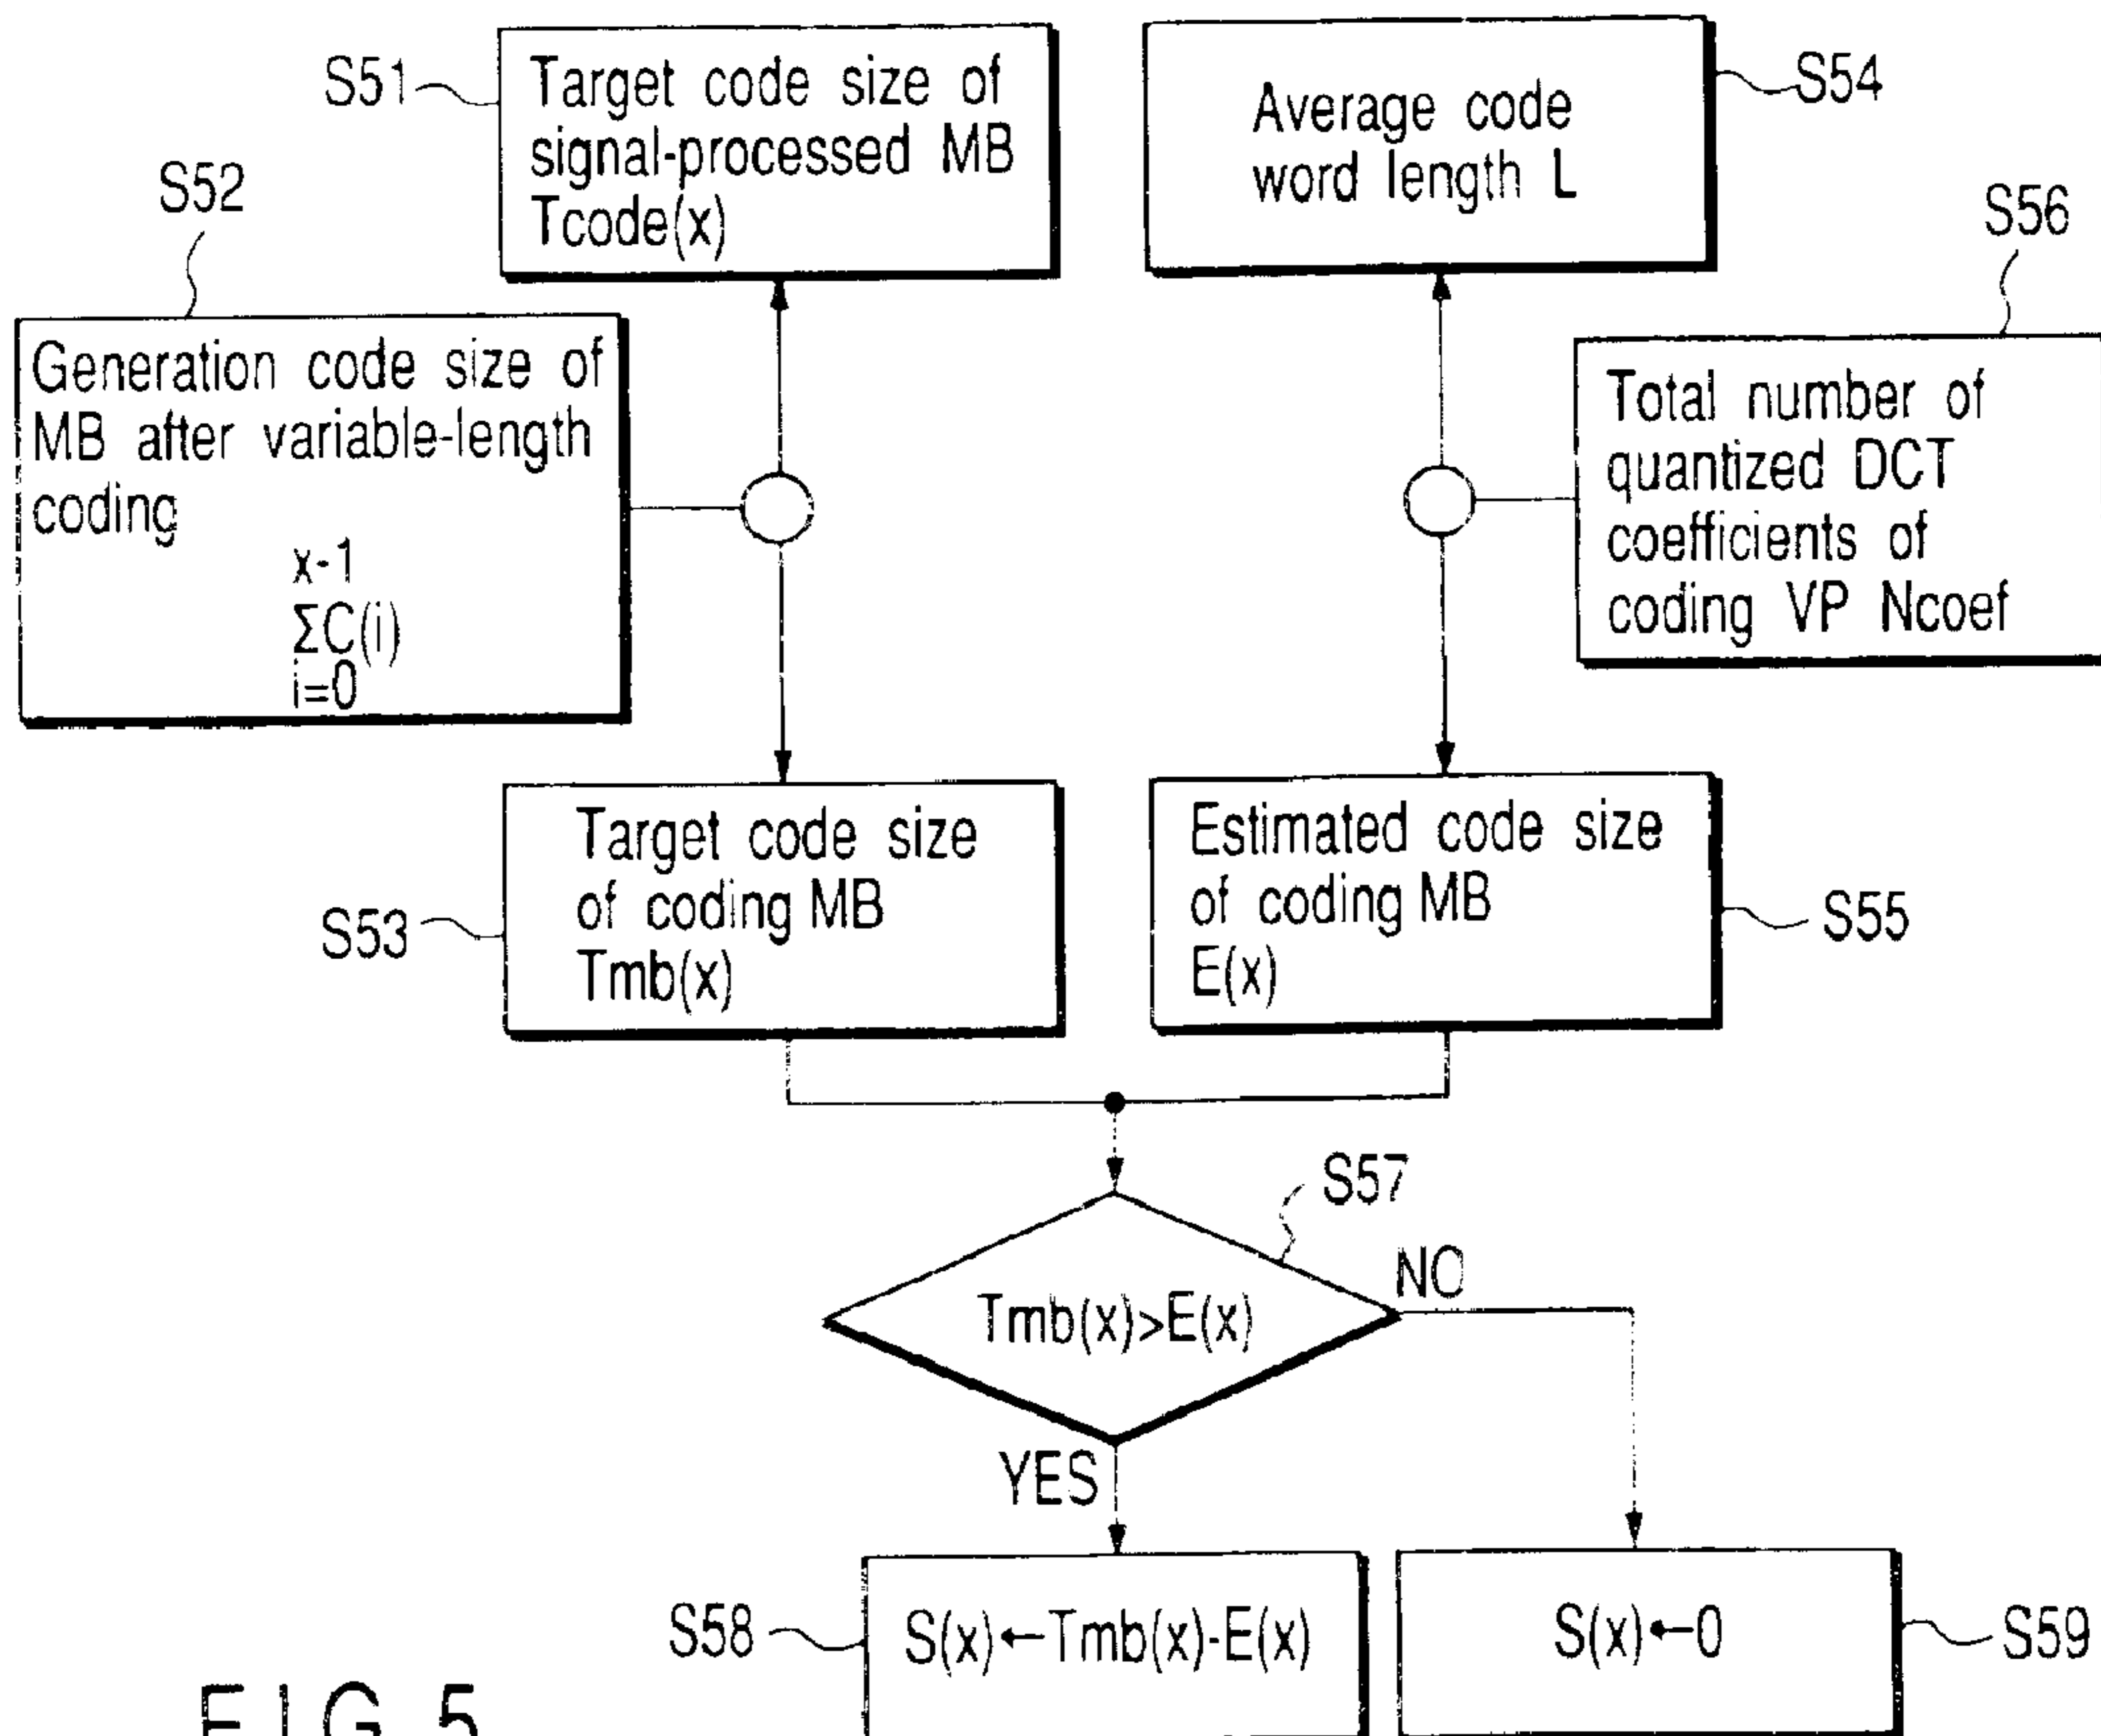 S51
Target code size of
signal-processed MB
Tcode(x)
S54
Average code
word length L
S52
Generation code size of
MB after variable-length
coding
x-1
ΣC(i)
i=0
S56
Total number of
quantized DCT
coefficients of
coding VP Ncoef
S53
Target code size
of coding MB
Tmb(x)
Estimated code size
of coding MB
E(x)
S55
S57
Tmb(x)>E(x)
NO
YES
S58
S(x)←Tmb(x)-E(x)
S(x)←0
S59
FIG. 5